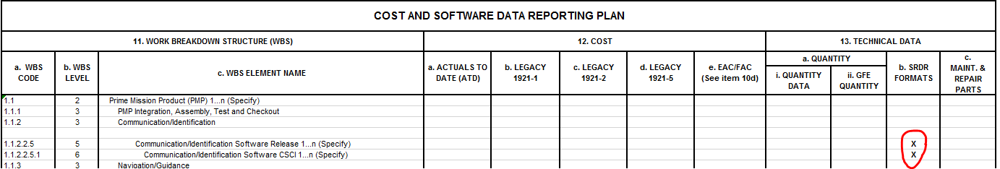 COST AND SOFTWARE DATA REPORTING PLAN
11. WORK BREAKDOWN STRUCTURE (WBS) 12. COST 13. TECHNICAL DATA
a. WBS CODE
b. WBS LEVEL
c. WBS ELEMENT NAME
a. ACTUALS TO DATE (ATD)
b. LEGACY 1921-1
c. LEGACY 1921-2
d. LEGACY 1921-5
e. EAC/FAC (See item 10d)
a. QUANTITY
i. QUANTITY DATA
ii. GFE QUANTITY
b. SRDR FORMATS
c. MAINT. & REPAIR PARTS
1.1 2 Prime Mission Product (PMP) 1...n (Specify)
1.1.1 3 PMP Integration, Assembly, Test and Checkout
1.1.2 3 Communication/Identification
1.1.2.2.5 5 Communication/Identification Software Release 1...n (Specify) X
1.1.2.2.5.1 6 Communication/Identification Software CSCI 1...n (Specify) X
1.1.3 3 Navigation/Guidance